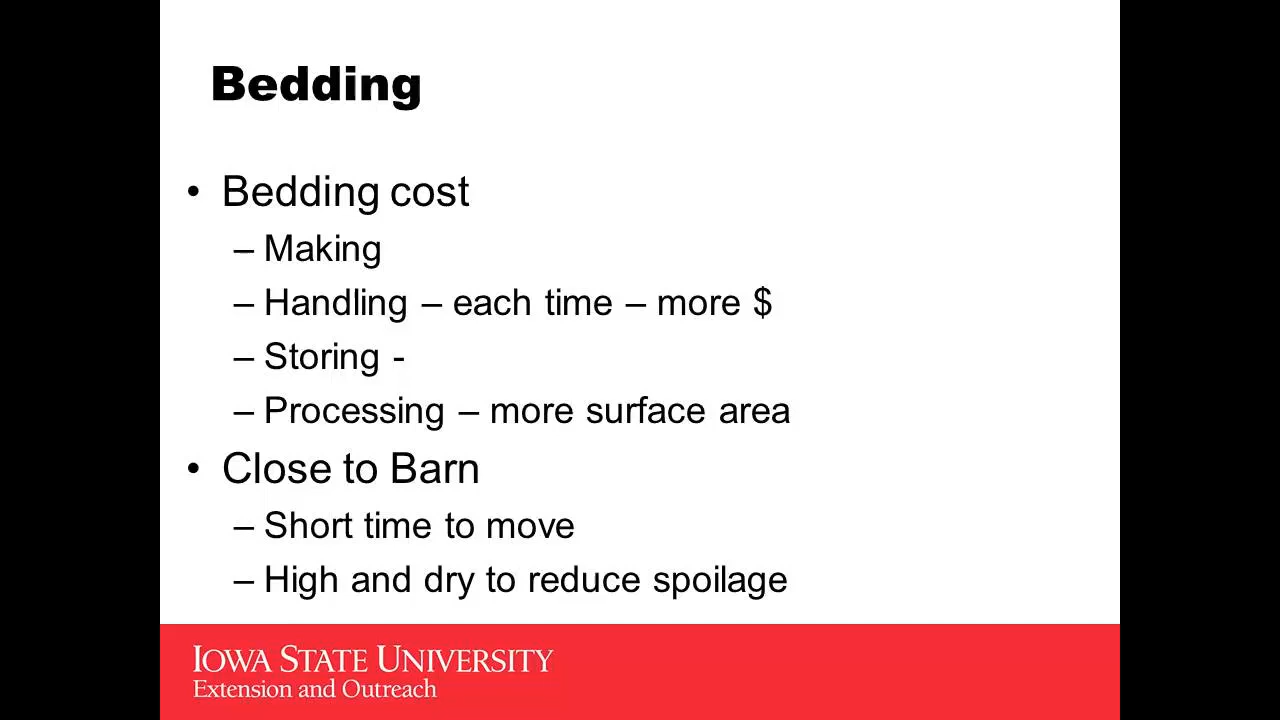 Bedding
• Bedding cost
– Making
– Handling – each time – more $
– Storing -
– Processing – more surface area
• Close to Barn
– Short time to move
– High and dry to reduce spoilage
IOWA STATE UNIVERSITY
Extension and Outreach